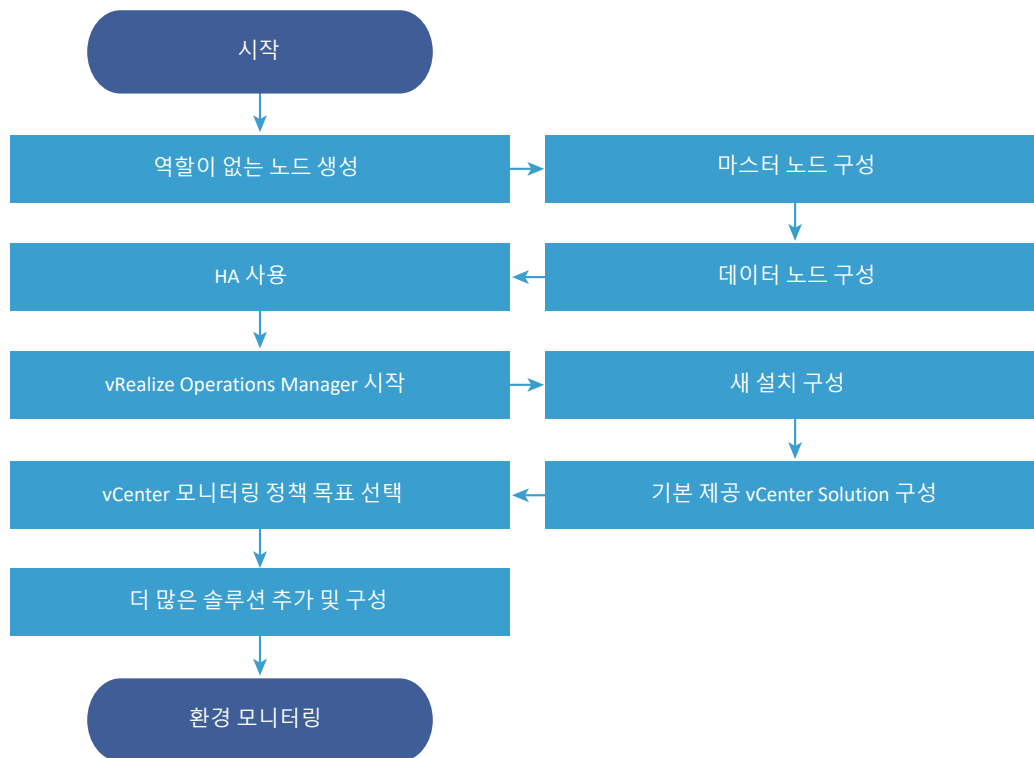 시작
역할이 없는 노드 생성
마스터 노드 구성
데이터 노드 구성
HA 사용
vRealize Operations Manager 시작
새 설치 구성
기본 제공 vCenter Solution 구성
vCenter 모니터링 정책 목표 선택
더 많은 솔루션 추가 및 구성
환경 모니터링